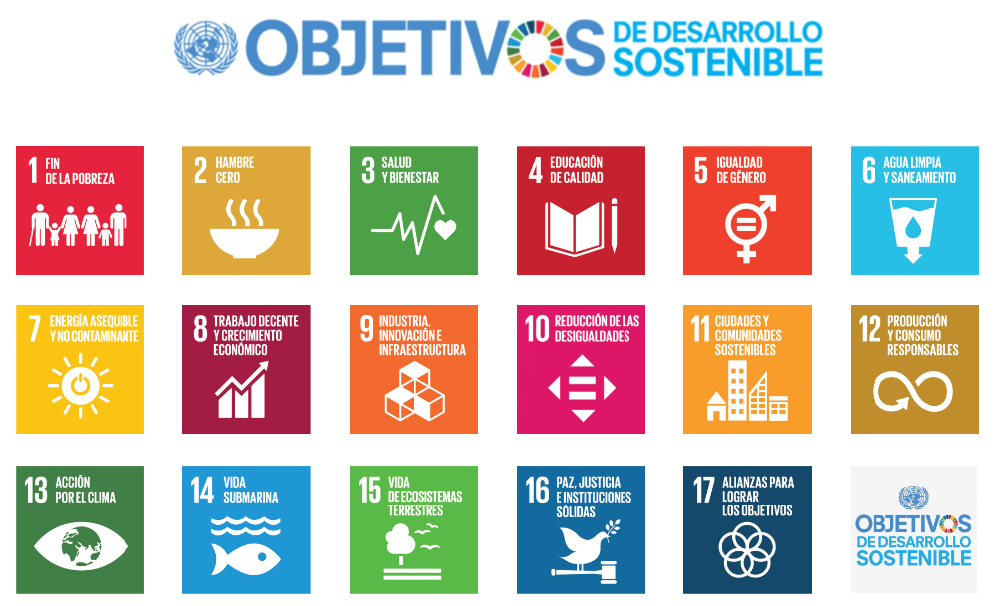 OBJETIVOS DE DESARROLLO
SOSTENIBLE
1 FIN
DE LA POBREZA
2 HAMBRE
CERO
3 SALUD
Y BIENESTAR
4 EDUCACIÓN
DE CALIDAD
5 IGUALDAD
DE GÉNERO
6 AGUA LIMPIA
Y SANEAMIENTO
7 ENERGÍA ASEQUIBLE
Y NO CONTAMINANTE
8 TRABAJO DECENTE
Y CRECIMIENTO
ECONÓMICO
9 INDUSTRIA,
INNOVACIÓN E
INFRAESTRUCTURA
10 REDUCCIÓN DE LAS
DESIGUALDADES
11 CIUDADES Y
COMUNIDADES
SOSTENIBLES
12 PRODUCCIÓN
Y CONSUMO
RESPONSABLES
13 ACCIÓN
POR EL CLIMA
14 VIDA
SUBMARINA
15 VIDA
DE ECOSISTEMAS
TERRESTRES
16 PAZ, JUSTICIA
E INSTITUCIONES
SÓLIDAS
17 ALIANZAS PARA
LOGRAR
LOS OBJETIVOS
OBJETIVOS
DE DESARROLLO
SOSTENIBLE